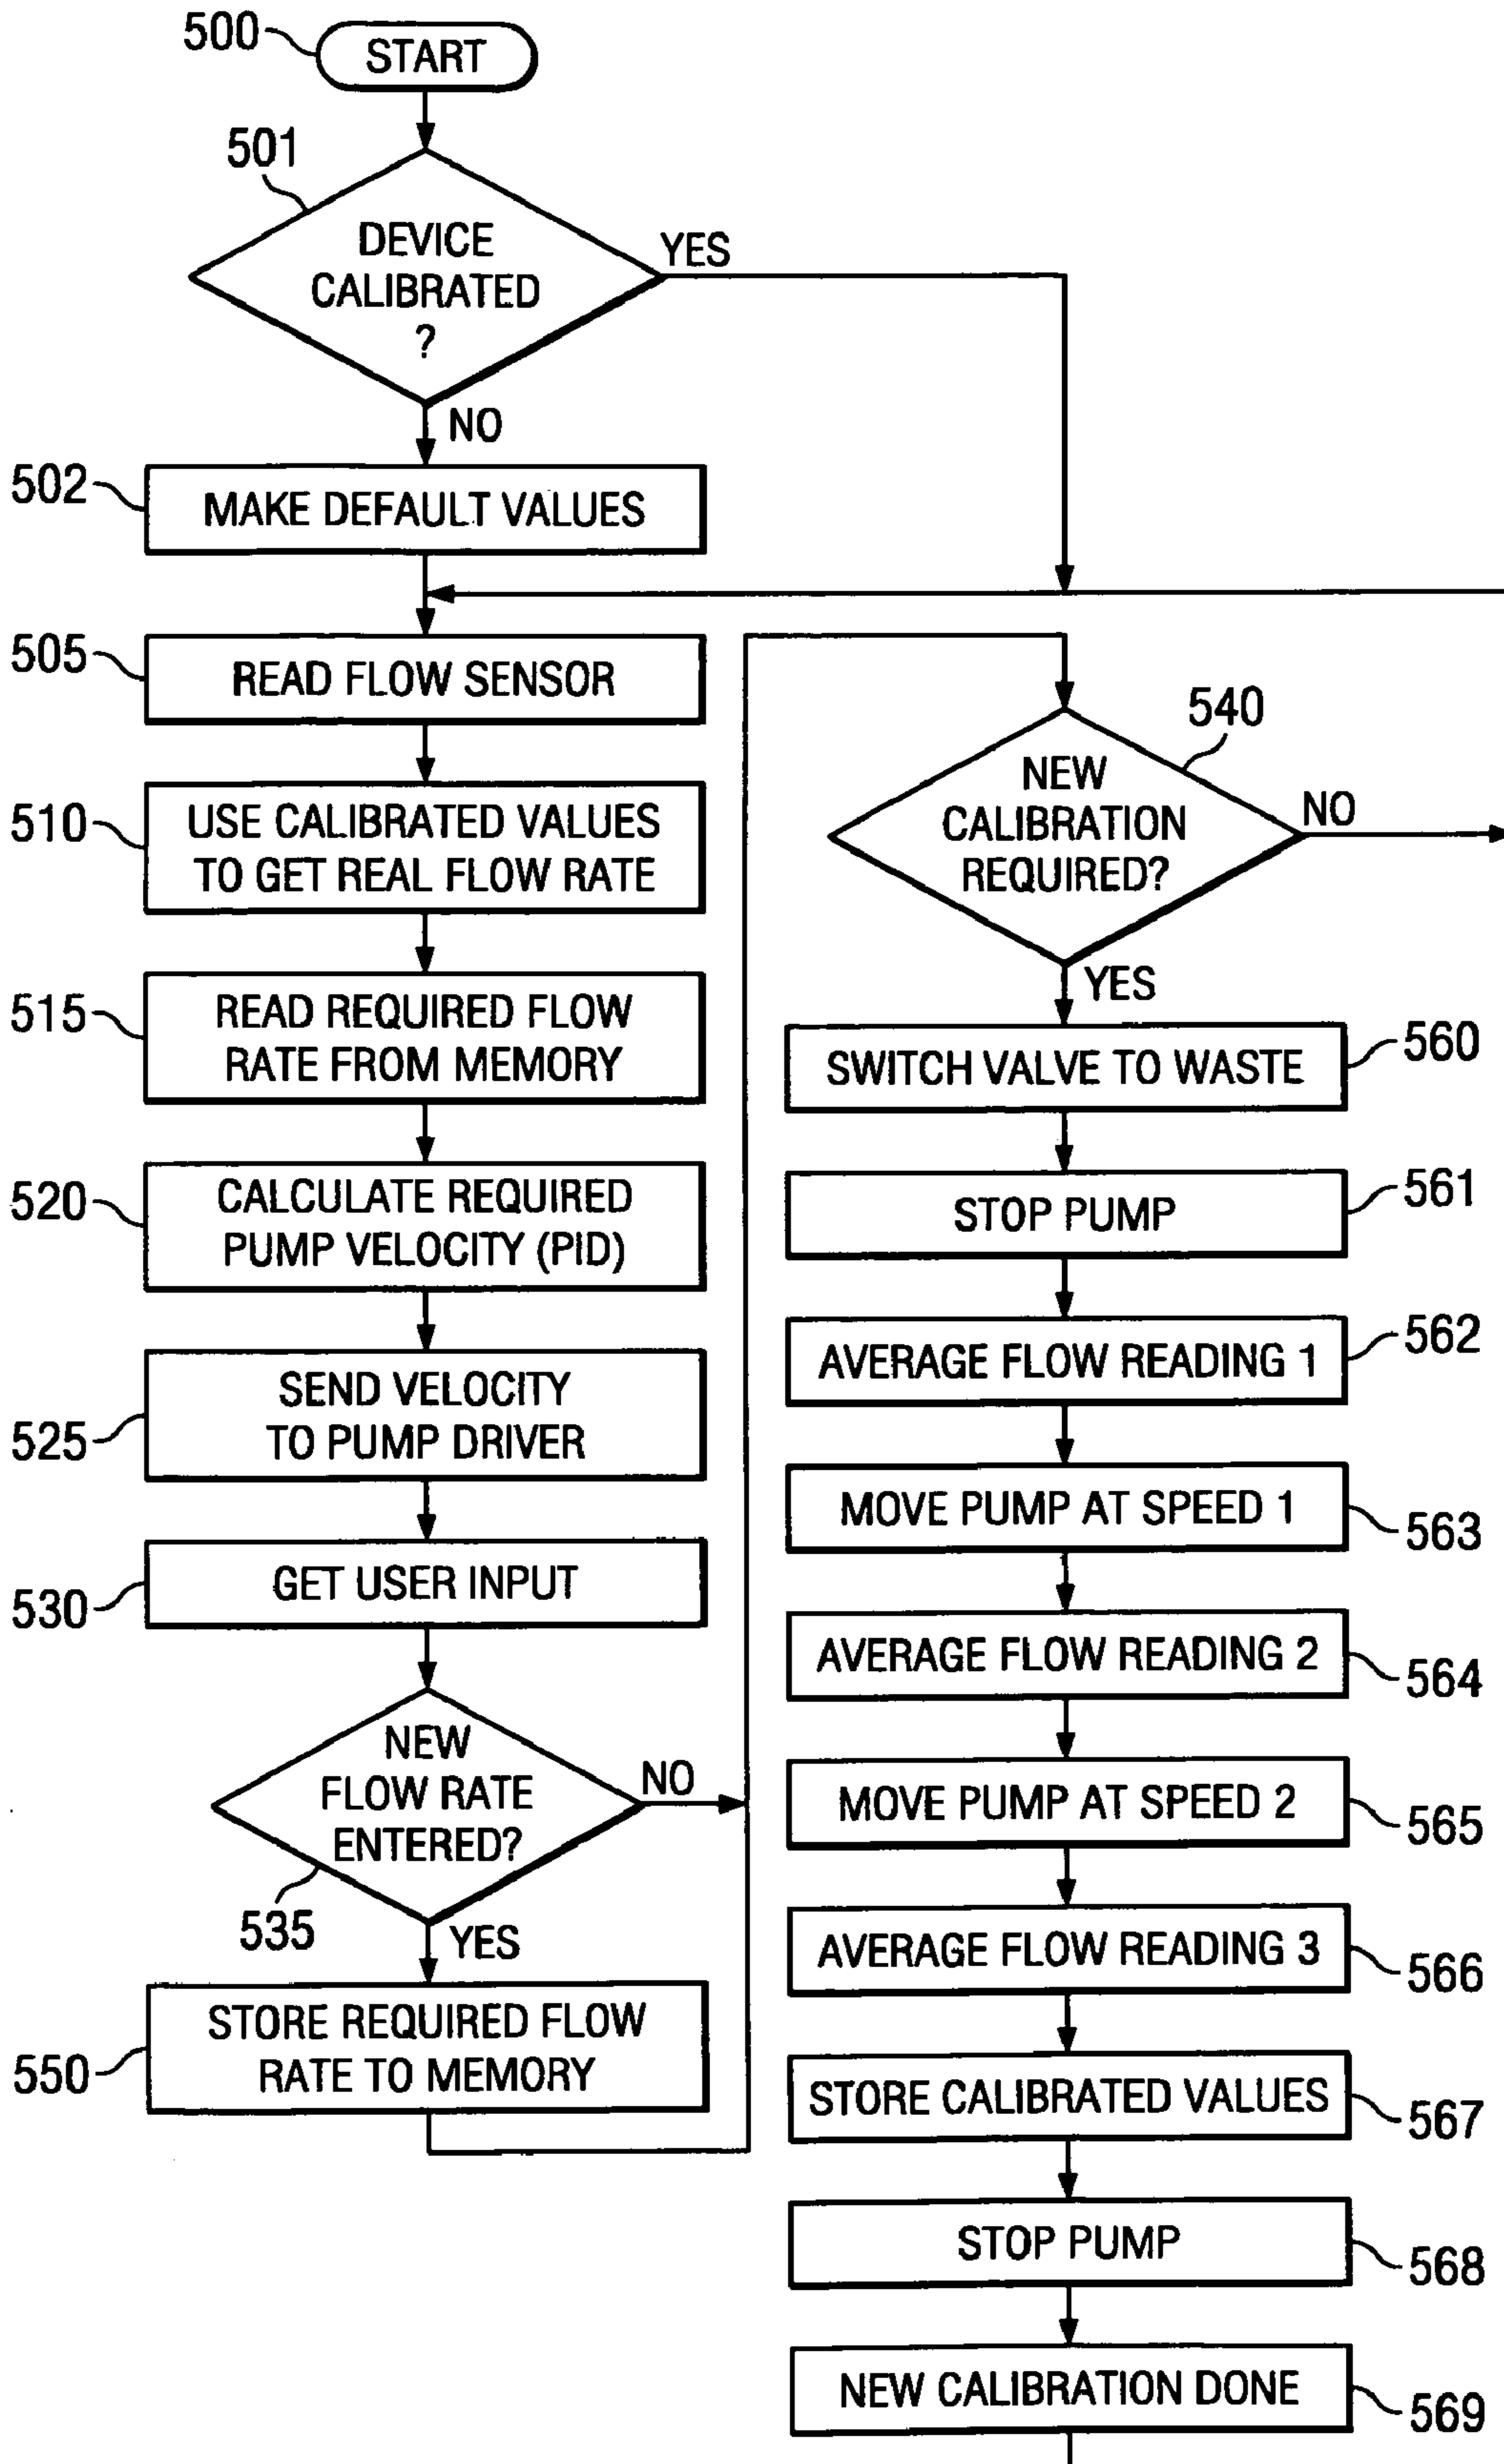 500
START
501
DEVICE
CALIBRATED
?
YES
NO
502
MAKE DEFAULT VALUES
505
READ FLOW SENSOR
510
USE CALIBRATED VALUES
TO GET REAL FLOW RATE
515
READ REQUIRED FLOW
RATE FROM MEMORY
520
CALCULATE REQUIRED
PUMP VELOCITY (PID)
525
SEND VELOCITY
TO PUMP DRIVER
530
GET USER INPUT
NEW
FLOW RATE
ENTERED?
NO
535
YES
550
STORE REQUIRED FLOW
RATE TO MEMORY
540
NEW
CALIBRATION
REQUIRED?
NO
YES
SWITCH VALVE TO WASTE
560
STOP PUMP
561
AVERAGE FLOW READING 1
562
MOVE PUMP AT SPEED 1
563
AVERAGE FLOW READING 2
564
MOVE PUMP AT SPEED 2
565
AVERAGE FLOW READING 3
566
STORE CALIBRATED VALUES
567
STOP PUMP
568
NEW CALIBRATION DONE
569